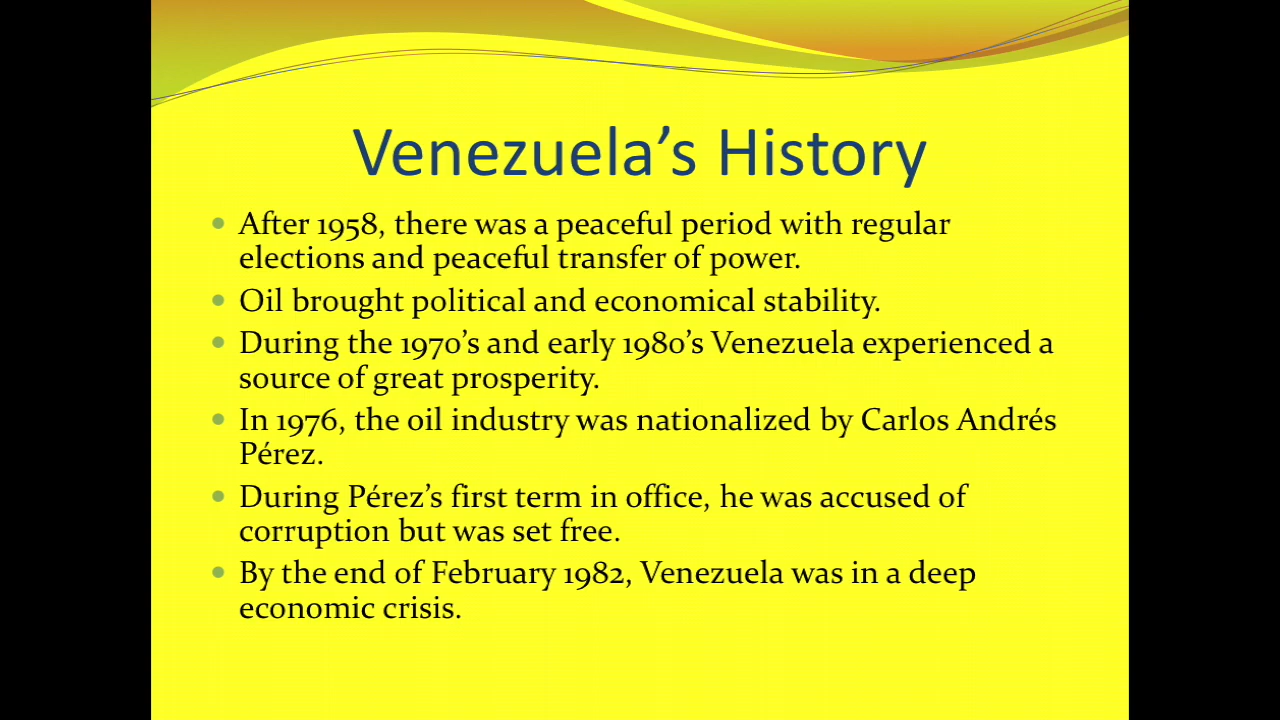 Venezuela’s History
After 1958, there was a peaceful period with regular
elections and peaceful transfer of power.
Oil brought political and economical stability.
During the 1970’s and early 1980’s Venezuela experienced a
source of great prosperity.
In 1976, the oil industry was nationalized by Carlos Andrés
Pérez.
During Pérez’s first term in office, he was accused of
corruption but was set free.
By the end of February 1982, Venezuela was in a deep
economic crisis.